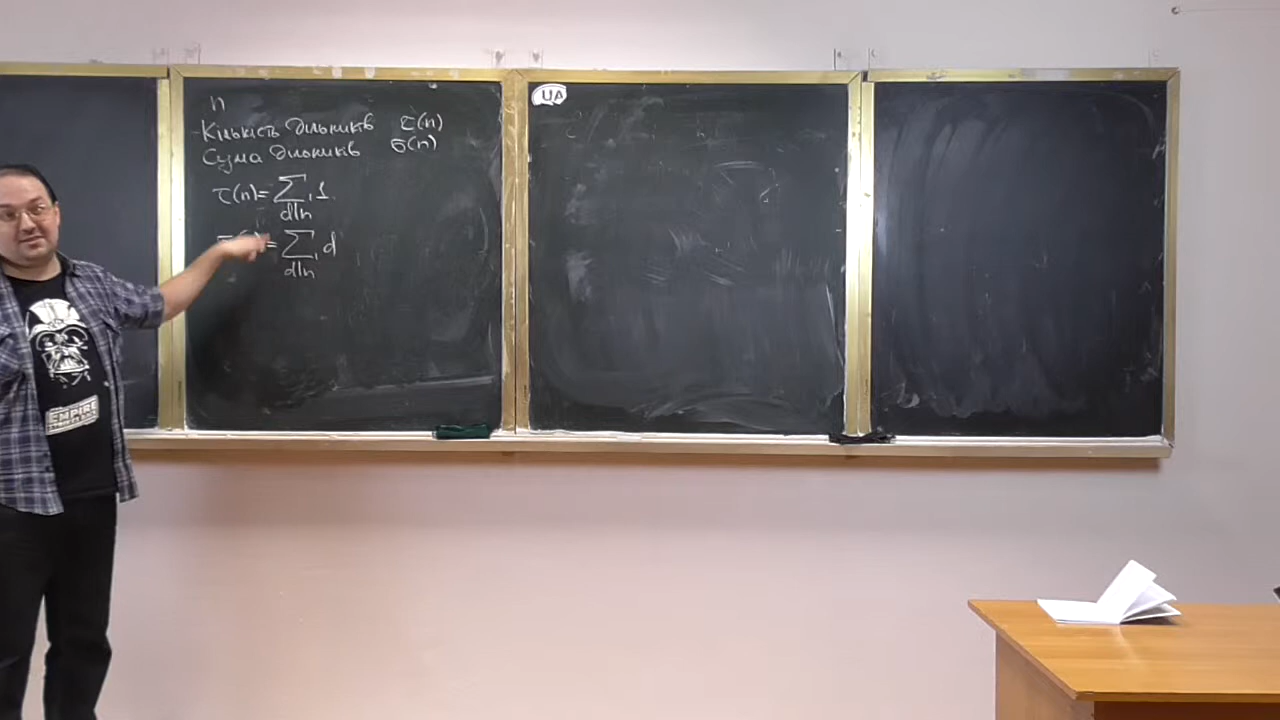 n
Кількість дільників τ(n)
Сума дільників σ(n)
τ(n)=∑ 1.
d|n
=∑ d
d|n
UA
EMPIRE